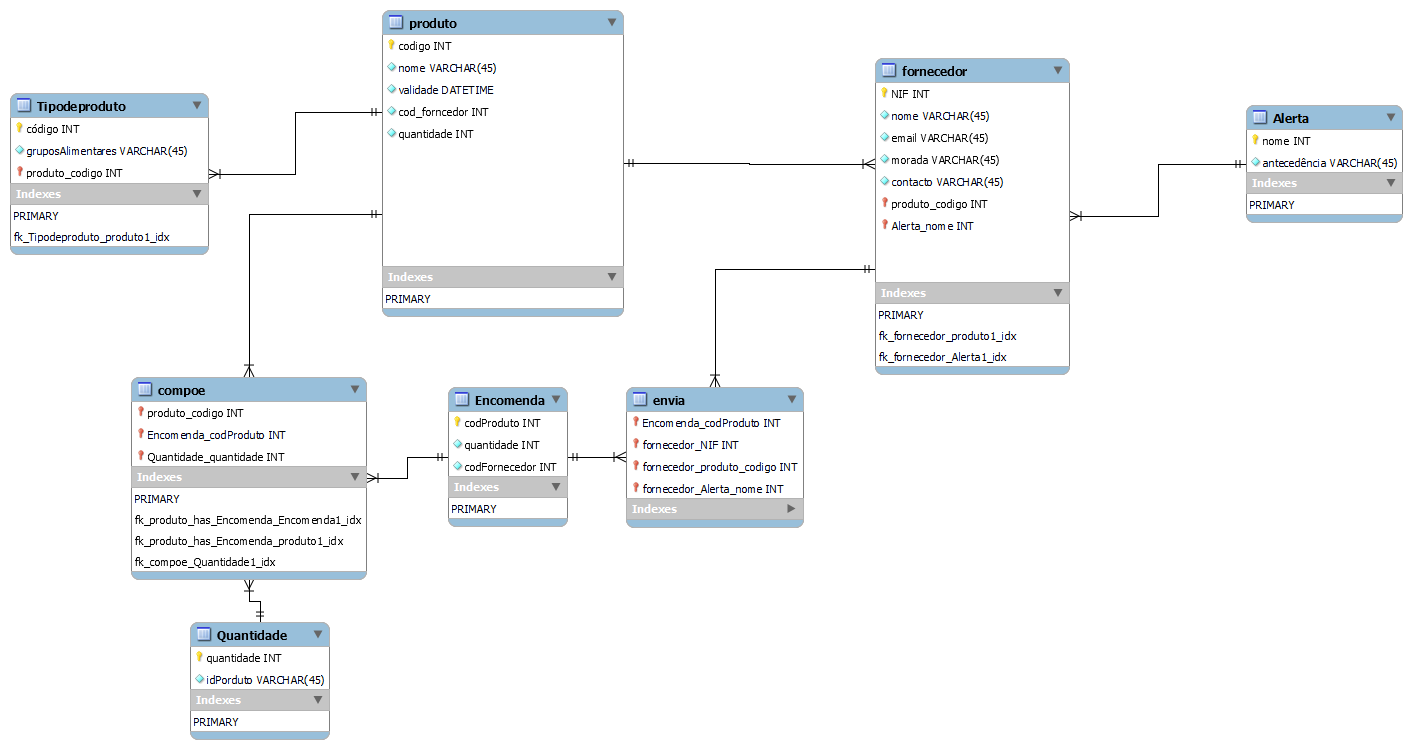 produto
codigo INT
nome VARCHAR(45)
validade DATETIME
cod_forncedor INT
quantidade INT
Indexes
PRIMARY
Tipodeproduto
código INT
gruposAlimentares VARCHAR(45)
produto_codigo INT
Indexes
PRIMARY
fk_Tipodeproduto_produto1_idx
fornecedor
NIF INT
nome VARCHAR(45)
email VARCHAR(45)
morada VARCHAR(45)
contacto VARCHAR(45)
produto_codigo INT
Alerta_nome INT
Indexes
PRIMARY
fk_fornecedor_produto1_idx
fk_fornecedor_Alerta1_idx
Alerta
nome INT
antecedência VARCHAR(45)
Indexes
PRIMARY
compoe
produto_codigo INT
Encomenda_codProduto INT
Quantidade_quantidade INT
Indexes
PRIMARY
fk_produto_has_Encomenda_Encomenda1_idx
fk_produto_has_Encomenda_produto1_idx
fk_compoe_Quantidade1_idx
Encomenda
codProduto INT
quantidade INT
codFornecedor INT
Indexes
PRIMARY
envia
Encomenda_codProduto INT
fornecedor_NIF INT
fornecedor_produto_codigo INT
fornecedor_Alerta_nome INT
Indexes
Quantidade
quantidade INT
idPorduto VARCHAR(45)
Indexes
PRIMARY